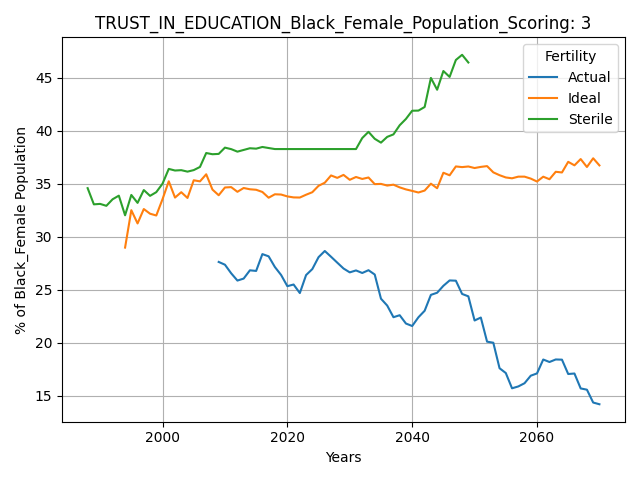 TRUST_IN_EDUCATION_Black_Female_Population_Scoring: 3
Fertility
Actual
Ideal
Sterile
% of Black_Female Population
45
40
35
30
25
20
15
2000
2020
2040
2060
Years